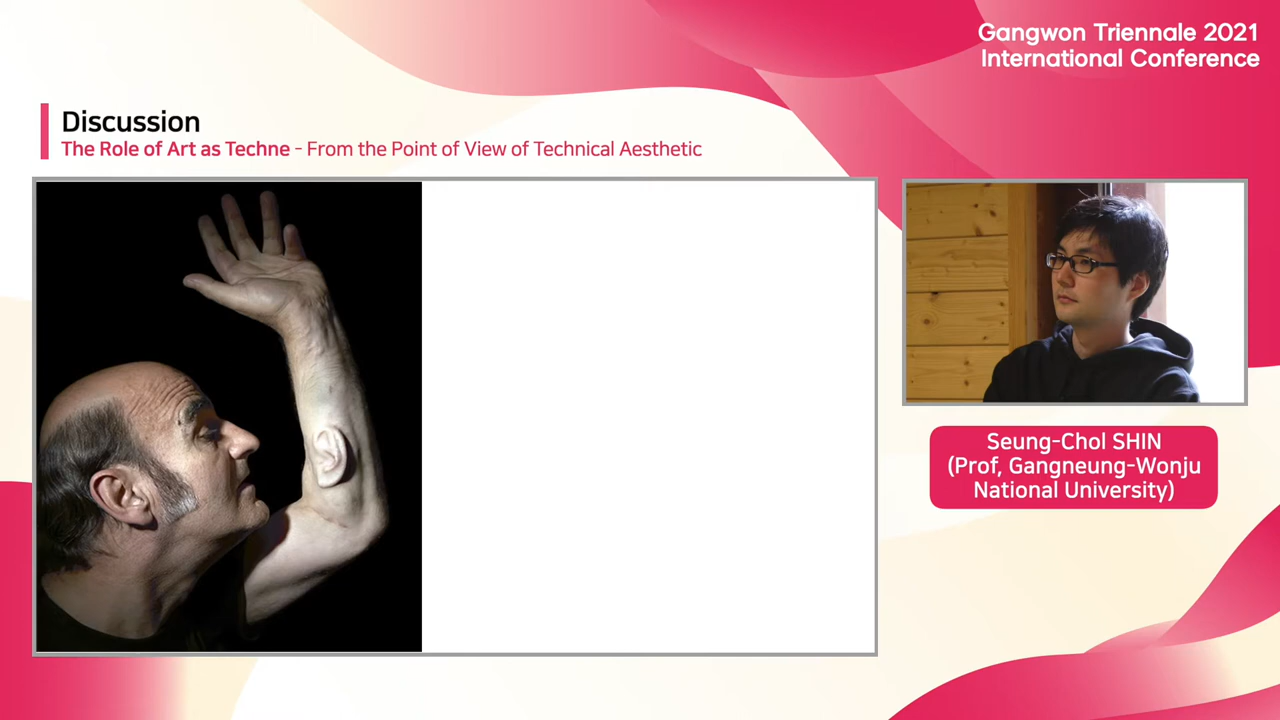 Gangwon Triennale 2021
International Conference
Discussion
The Role of Art as Techne - From the Point of View of Technical Aesthetic
Seung-Chol SHIN
(Prof, Gangneung-Wonju
National University)